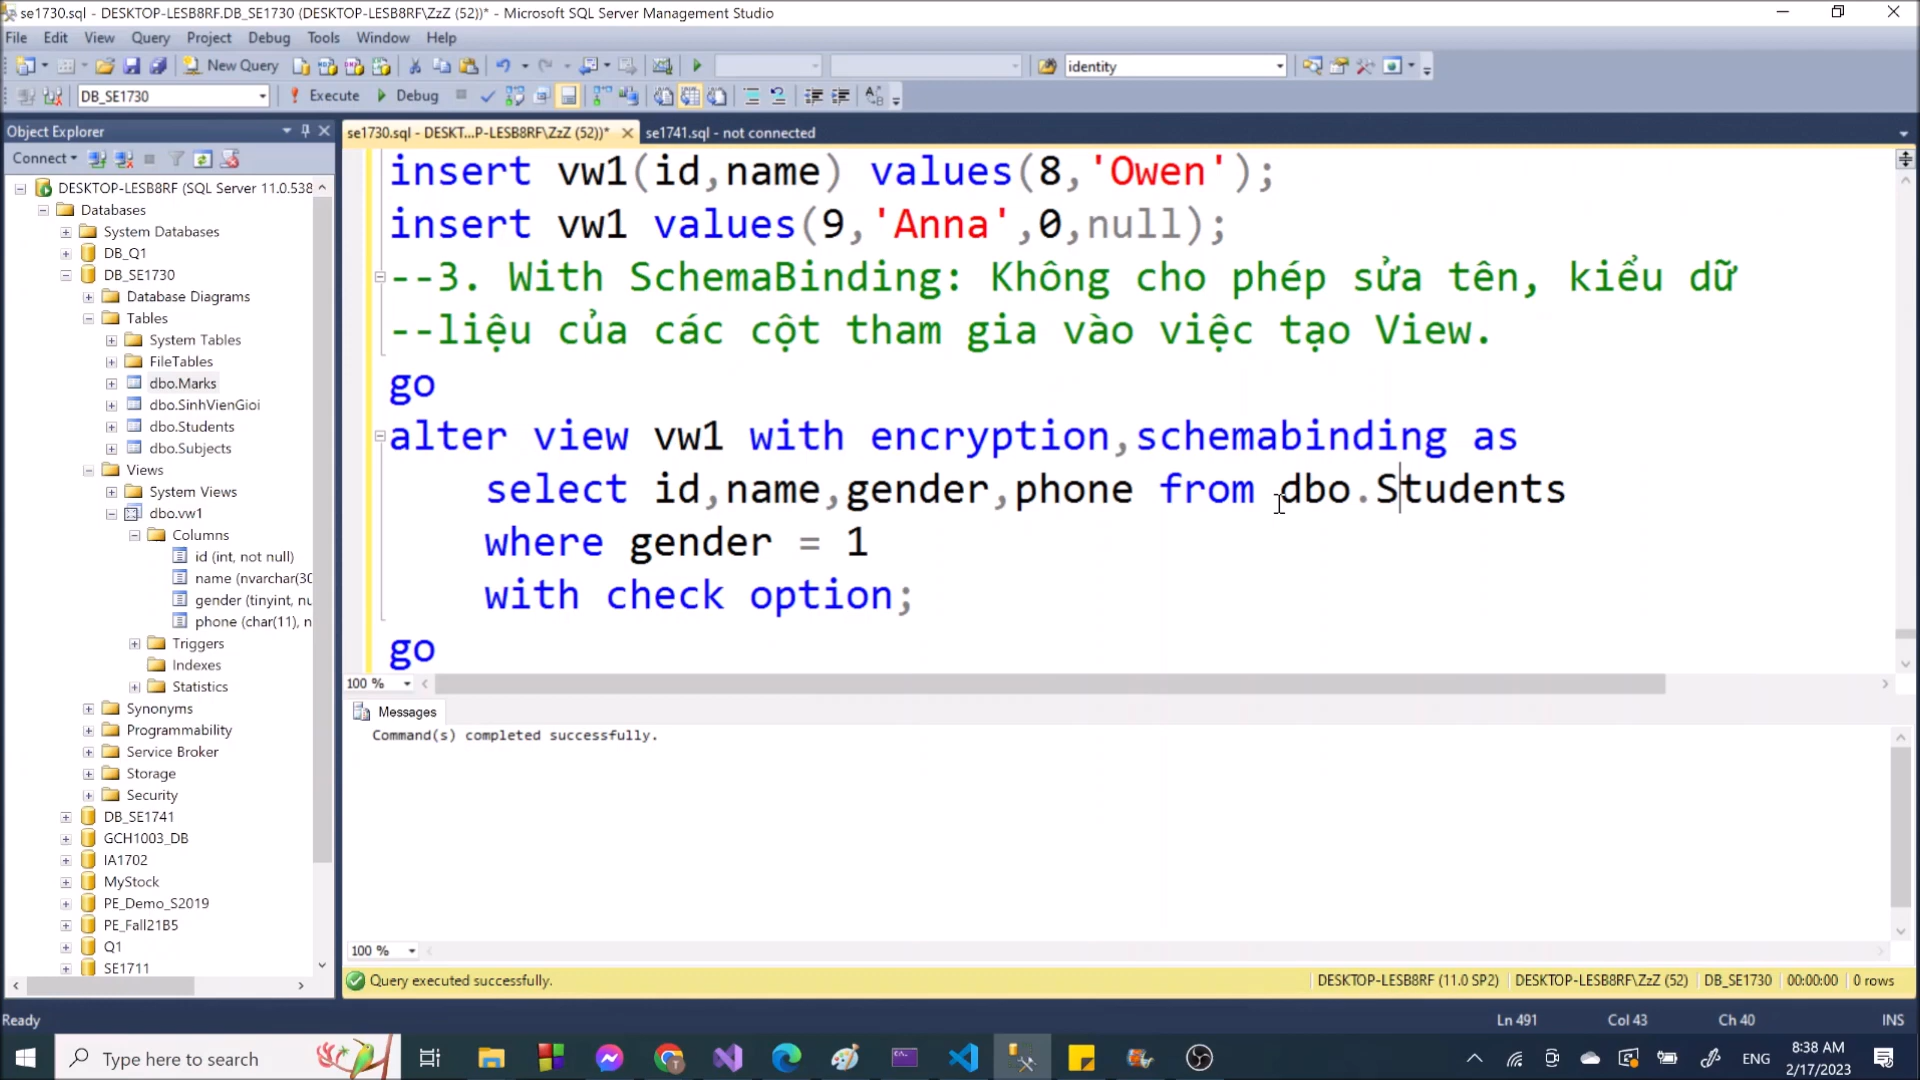 se1730.sql - DESKTOP-LESB8RF.DB_SE1730 (DESKTOP-LESB8RF\ZzZ (52))* - Microsoft SQL Server Management Studio
File Edit View Query Project Debug Tools Window Help
New Query identity
DB_SE1730 Execute Debug
Object Explorer
Connect
DESKTOP-LESB8RF (SQL Server 11.0.538
Databases
System Databases
DB_Q1
DB_SE1730
Database Diagrams
Tables
System Tables
FileTables
dbo.Marks
dbo.SinhVienGioi
dbo.Students
dbo.Subjects
Views
System Views
dbo.vw1
Columns
id (int, not null)
name (nvarchar(30
gender (tinyint, nu
phone (char(11), n
Triggers
Indexes
Statistics
Synonyms
Programmability
Service Broker
Storage
Security
DB_SE1741
GCH1003_DB
IA1702
MyStock
PE_Demo_S2019
PE_Fall21B5
Q1
SE1711
se1730.sql - DESKT...P-LESB8RF\ZzZ (52))* se1741.sql - not connected
insert vw1(id,name) values(8,'Owen');
insert vw1 values(9,'Anna',0,null);
--3. With SchemaBinding: Không cho phép sửa tên, kiểu dữ
--liệu của các cột tham gia vào việc tạo View.
go
alter view vw1 with encryption,schemabinding as
select id,name,gender,phone from dbo.Students
where gender = 1
with check option;
go
100 %
Messages
Command(s) completed successfully.
100 %
Query executed successfully. DESKTOP-LESB8RF (11.0 SP2) DESKTOP-LESB8RF\ZzZ (52) DB_SE1730 00:00:00 0 rows
Ready Ln 491 Col 43 Ch 40 INS
Type here to search ENG 8:38 AM
2/17/2023